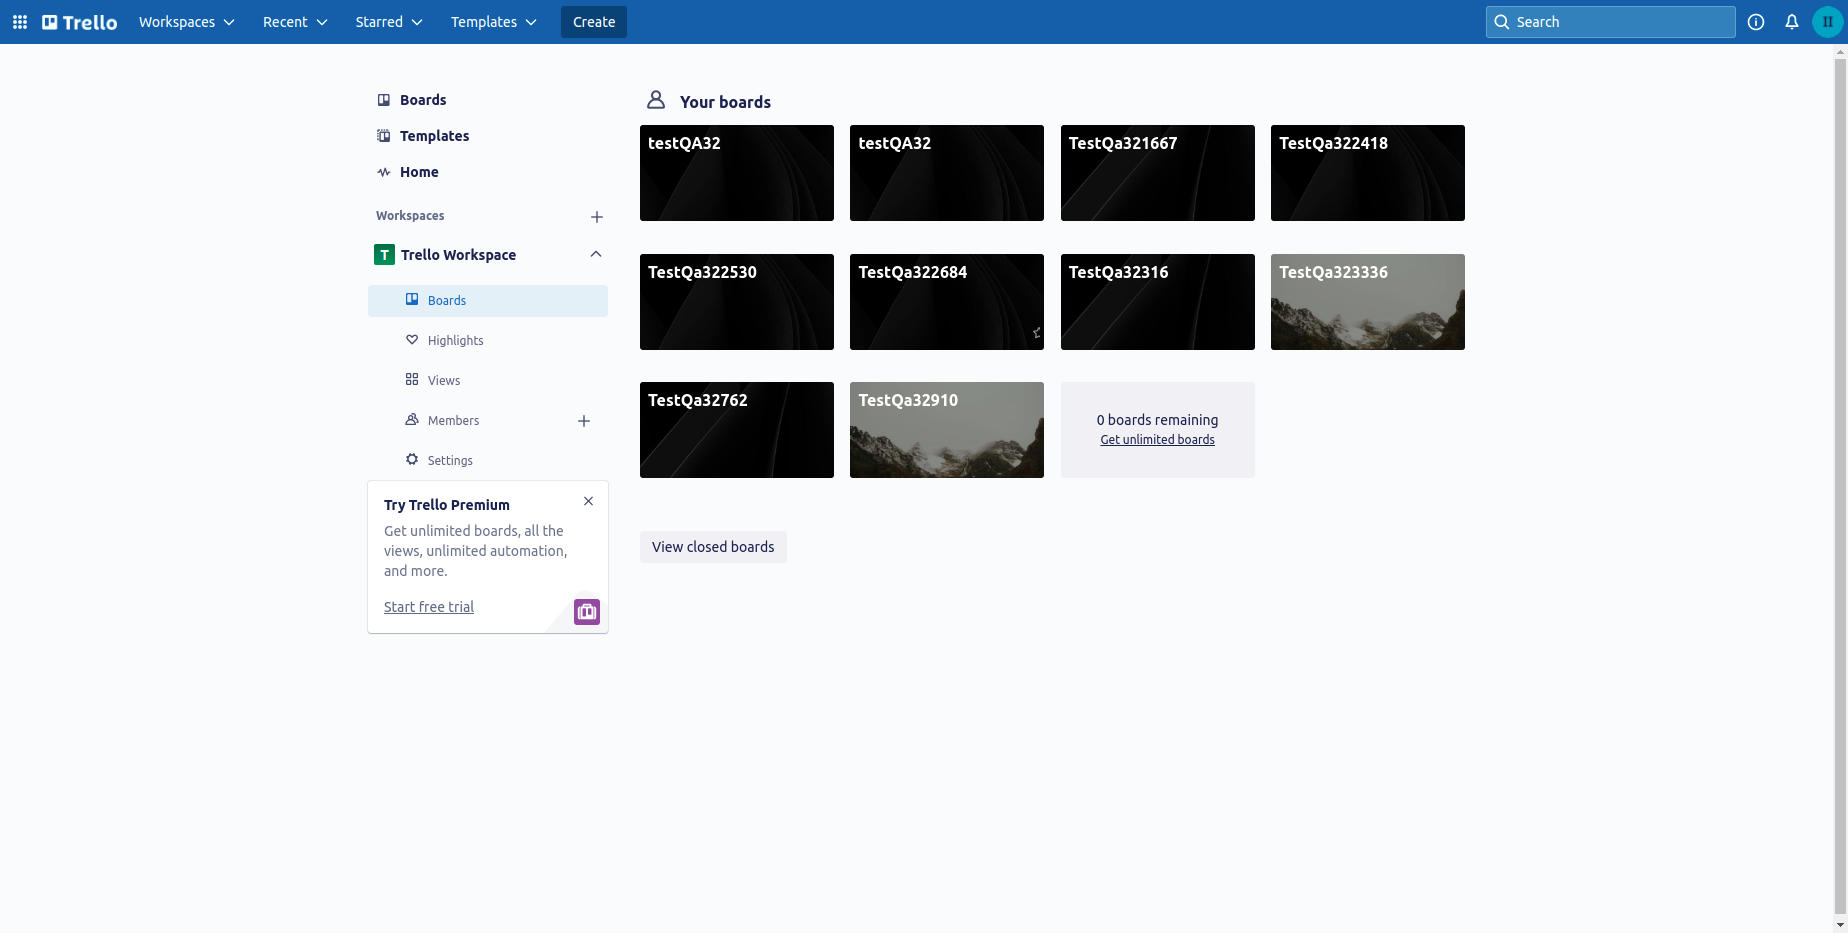 Trello
Workspaces
Recent
Starred
Templates
Create
Search
II
Boards
Templates
Home
Workspaces
T Trello Workspace
Boards
Highlights
Views
Members
Settings
Try Trello Premium
Get unlimited boards, all the
views, unlimited automation,
and more.
Start free trial
Your boards
testQA32
testQA32
TestQa321667
TestQa322418
TestQa322530
TestQa322684
TestQa32316
TestQa323336
TestQa32762
TestQa32910
0 boards remaining
Get unlimited boards
View closed boards